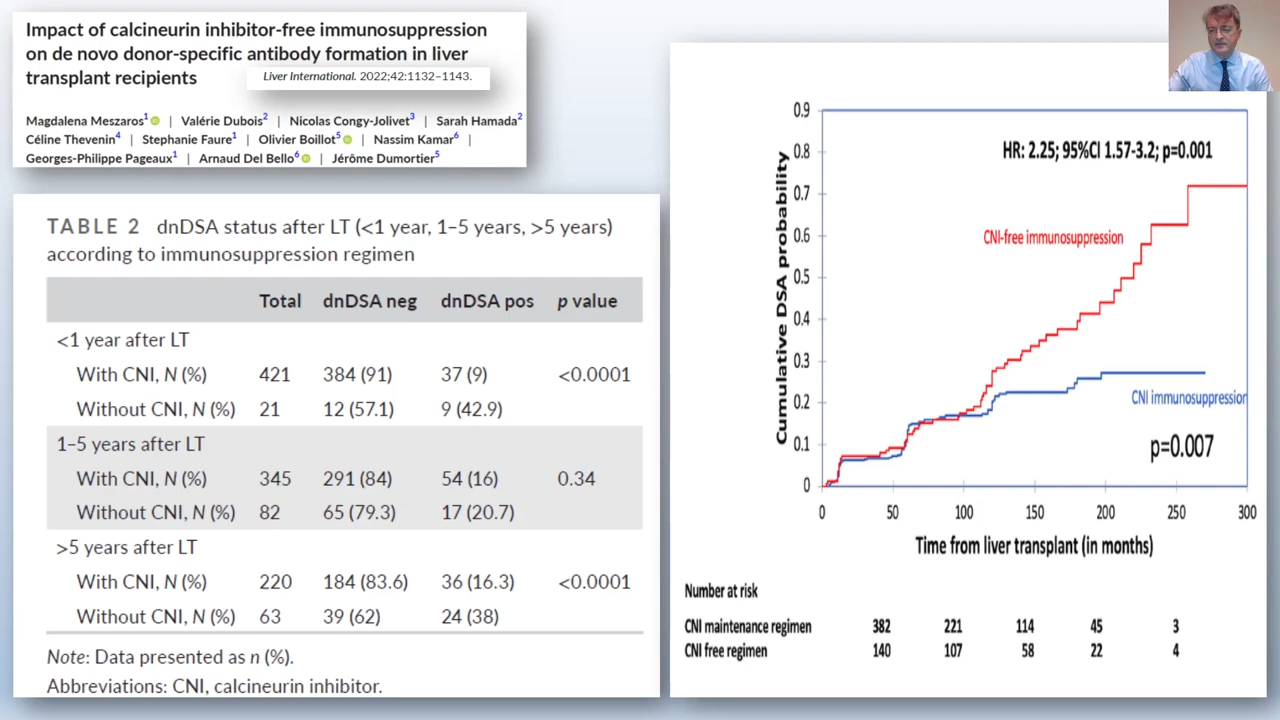 Impact of calcineurin inhibitor-free immunosuppression
on de novo donor-specific antibody formation in liver
transplant recipients
Liver International. 2022;42:1132–1143.
Magdalena Meszaros1 | Valérie Dubois2 | Nicolas Congy-Jolivet3 | Sarah Hamada2
Céline Thevenin4 | Stephanie Faure1 | Olivier Boillot5 | Nassim Kamar6 |
Georges-Philippe Pageaux1 | Arnaud Del Bello6 | Jérôme Dumortier5
TABLE 2 dnDSA status after LT (<1 year, 1–5 years, >5 years)
according to immunosuppression regimen
Total dnDSA neg dnDSA pos p value
<1 year after LT
With CNI, N (%) 421 384 (91) 37 (9) <0.0001
Without CNI, N (%) 21 12 (57.1) 9 (42.9)
1–5 years after LT
With CNI, N (%) 345 291 (84) 54 (16) 0.34
Without CNI, N (%) 82 65 (79.3) 17 (20.7)
>5 years after LT
With CNI, N (%) 220 184 (83.6) 36 (16.3) <0.0001
Without CNI, N (%) 63 39 (62) 24 (38)
Note: Data presented as n (%).
Abbreviations: CNI, calcineurin inhibitor.
Cumulative DSA probability
0.9
0.8
0.7
0.6
0.5
0.4
0.3
0.2
0.1
0
HR: 2.25; 95%CI 1.57-3.2; p=0.001
CNI-free immunosuppression
CNI immunosuppression
p=0.007
0 50 100 150 200 250 300
Time from liver transplant (in months)
Number at risk
CNI maintenance regimen 382 221 114 45 3
CNI free regimen 140 107 58 22 4